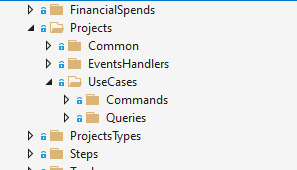 FinancialSpends
Projects
Common
EventsHandlers
UseCases
Commands
Queries
ProjectsTypes
Steps